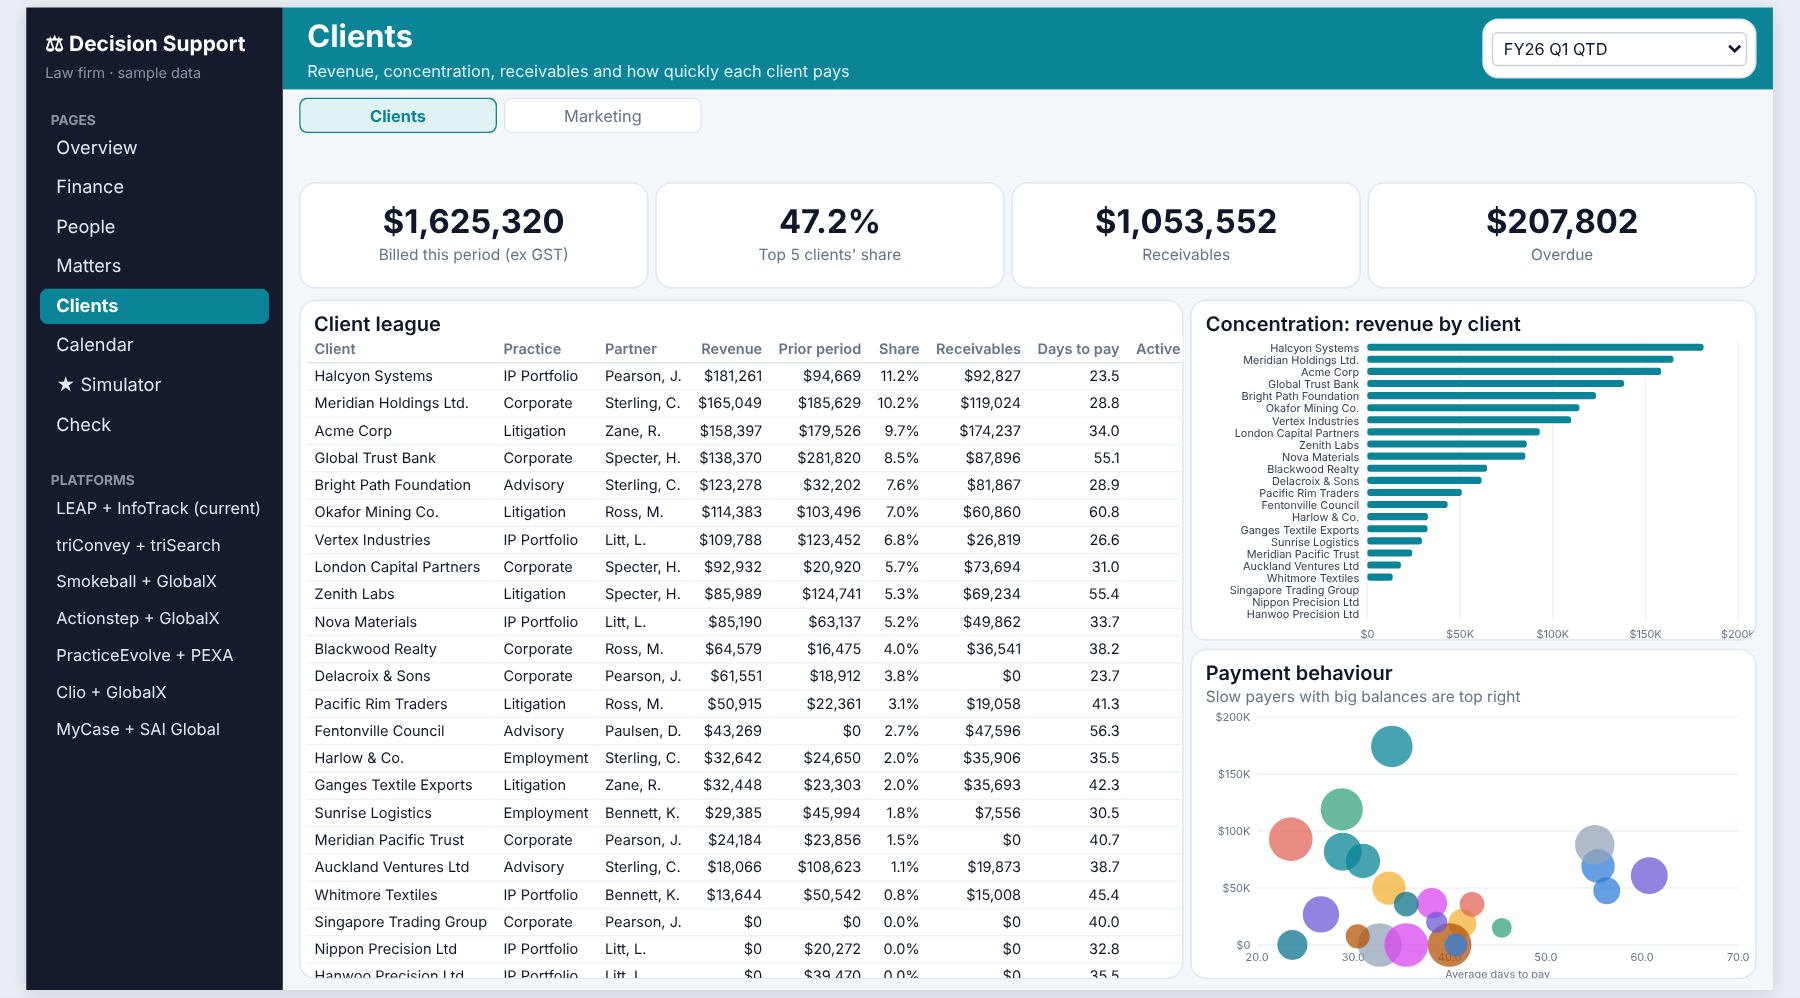 ⚖ Decision Support
Law firm · sample data
PAGES
Overview
Finance
People
Matters
Clients
Calendar
★ Simulator
Check
PLATFORMS
LEAP + InfoTrack (current)
triConvey + triSearch
Smokeball + GlobalX
Actionstep + GlobalX
PracticeEvolve + PEXA
Clio + GlobalX
MyCase + SAI Global
Clients
Revenue, concentration, receivables and how quickly each client pays
FY26 Q1 QTD
Clients Marketing
$1,625,320
Billed this period (ex GST)
47.2%
Top 5 clients' share
$1,053,552
Receivables
$207,802
Overdue
Client league
Client Practice Partner Revenue Prior period Share Receivables Days to pay Active
Halcyon Systems IP Portfolio Pearson, J. $181,261 $94,669 11.2% $92,827 23.5
Meridian Holdings Ltd. Corporate Sterling, C. $165,049 $185,629 10.2% $119,024 28.8
Acme Corp Litigation Zane, R. $158,397 $179,526 9.7% $174,237 34.0
Global Trust Bank Corporate Specter, H. $138,370 $281,820 8.5% $87,896 55.1
Bright Path Foundation Advisory Sterling, C. $123,278 $32,202 7.6% $81,867 28.9
Okafor Mining Co. Litigation Ross, M. $114,383 $103,496 7.0% $60,860 60.8
Vertex Industries IP Portfolio Litt, L. $109,788 $123,452 6.8% $26,819 26.6
London Capital Partners Corporate Specter, H. $92,932 $20,920 5.7% $73,694 31.0
Zenith Labs Litigation Specter, H. $85,989 $124,741 5.3% $69,234 55.4
Nova Materials IP Portfolio Litt, L. $85,190 $63,137 5.2% $49,862 33.7
Blackwood Realty Corporate Ross, M. $64,579 $16,475 4.0% $36,541 38.2
Delacroix & Sons Corporate Pearson, J. $61,551 $18,912 3.8% $0 23.7
Pacific Rim Traders Litigation Ross, M. $50,915 $22,361 3.1% $19,058 41.3
Fentonville Council Advisory Paulsen, D. $43,269 $0 2.7% $47,596 56.3
Harlow & Co. Employment Sterling, C. $32,642 $24,650 2.0% $35,906 35.5
Ganges Textile Exports Litigation Zane, R. $32,448 $23,303 2.0% $35,693 42.3
Sunrise Logistics Employment Bennett, K. $29,385 $45,994 1.8% $7,556 30.5
Meridian Pacific Trust Corporate Pearson, J. $24,184 $23,856 1.5% $0 40.7
Auckland Ventures Ltd Advisory Sterling, C. $18,066 $108,623 1.1% $19,873 38.7
Whitmore Textiles IP Portfolio Bennett, K. $13,644 $50,542 0.8% $15,008 45.4
Singapore Trading Group Corporate Pearson, J. $0 $0 0.0% $0 40.0
Nippon Precision Ltd IP Portfolio Litt, L. $0 $20,272 0.0% $0 32.8
Hanwoo Precision Ltd IP Portfolio Litt, L. $0 $39,470 0.0% $0 35.5
Concentration: revenue by client
Halcyon Systems
Meridian Holdings Ltd.
Acme Corp
Global Trust Bank
Bright Path Foundation
Okafor Mining Co.
Vertex Industries
London Capital Partners
Zenith Labs
Nova Materials
Blackwood Realty
Delacroix & Sons
Pacific Rim Traders
Fentonville Council
Harlow & Co.
Ganges Textile Exports
Sunrise Logistics
Meridian Pacific Trust
Auckland Ventures Ltd
Whitmore Textiles
Singapore Trading Group
Nippon Precision Ltd
Hanwoo Precision Ltd
$0 $50K $100K $150K $200K
Payment behaviour
Slow payers with big balances are top right
$200K
$150K
$100K
$50K
$0
20.0 30.0 40.0 50.0 60.0 70.0
Average days to pay